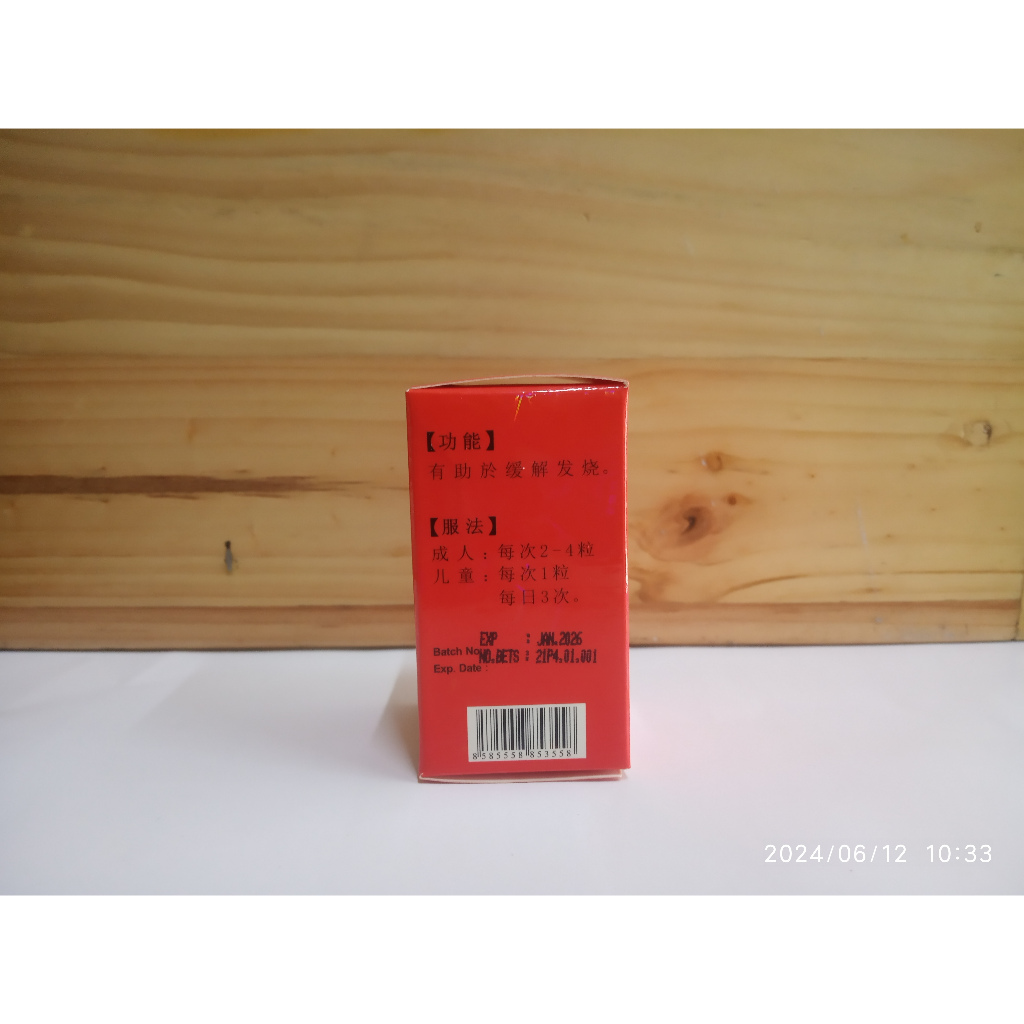 【功能】
有助於缓解发烧。
【服法】
成人：每次2-4粒
儿童：每次1粒
每日3次。
EXP : JAN.2026
Batch No
NO.BETS : 21P4.01.001
Exp. Date :
8585558853558
2024/06/12 10:33